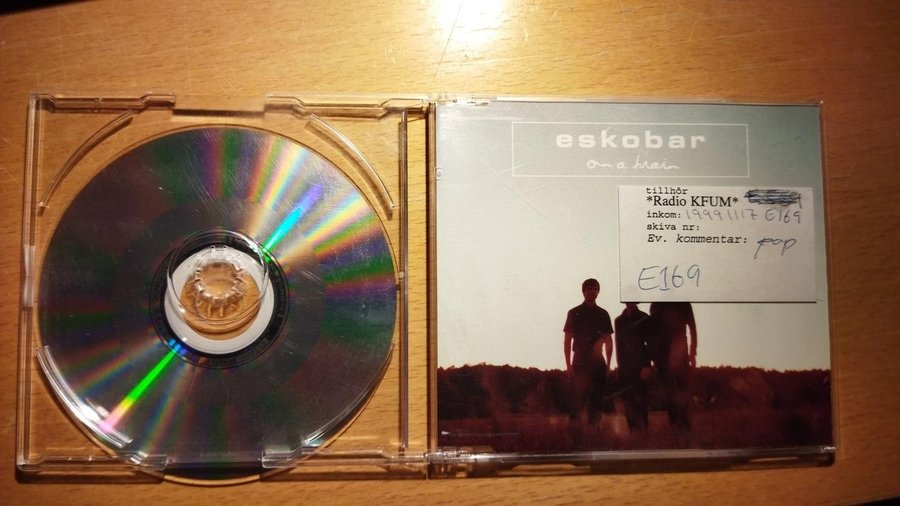 eskobar
on a train
tillhör
*Radio KFUM*
inkom: 19991117 E169
skiva nr:
Ev. kommentar: pop
E169